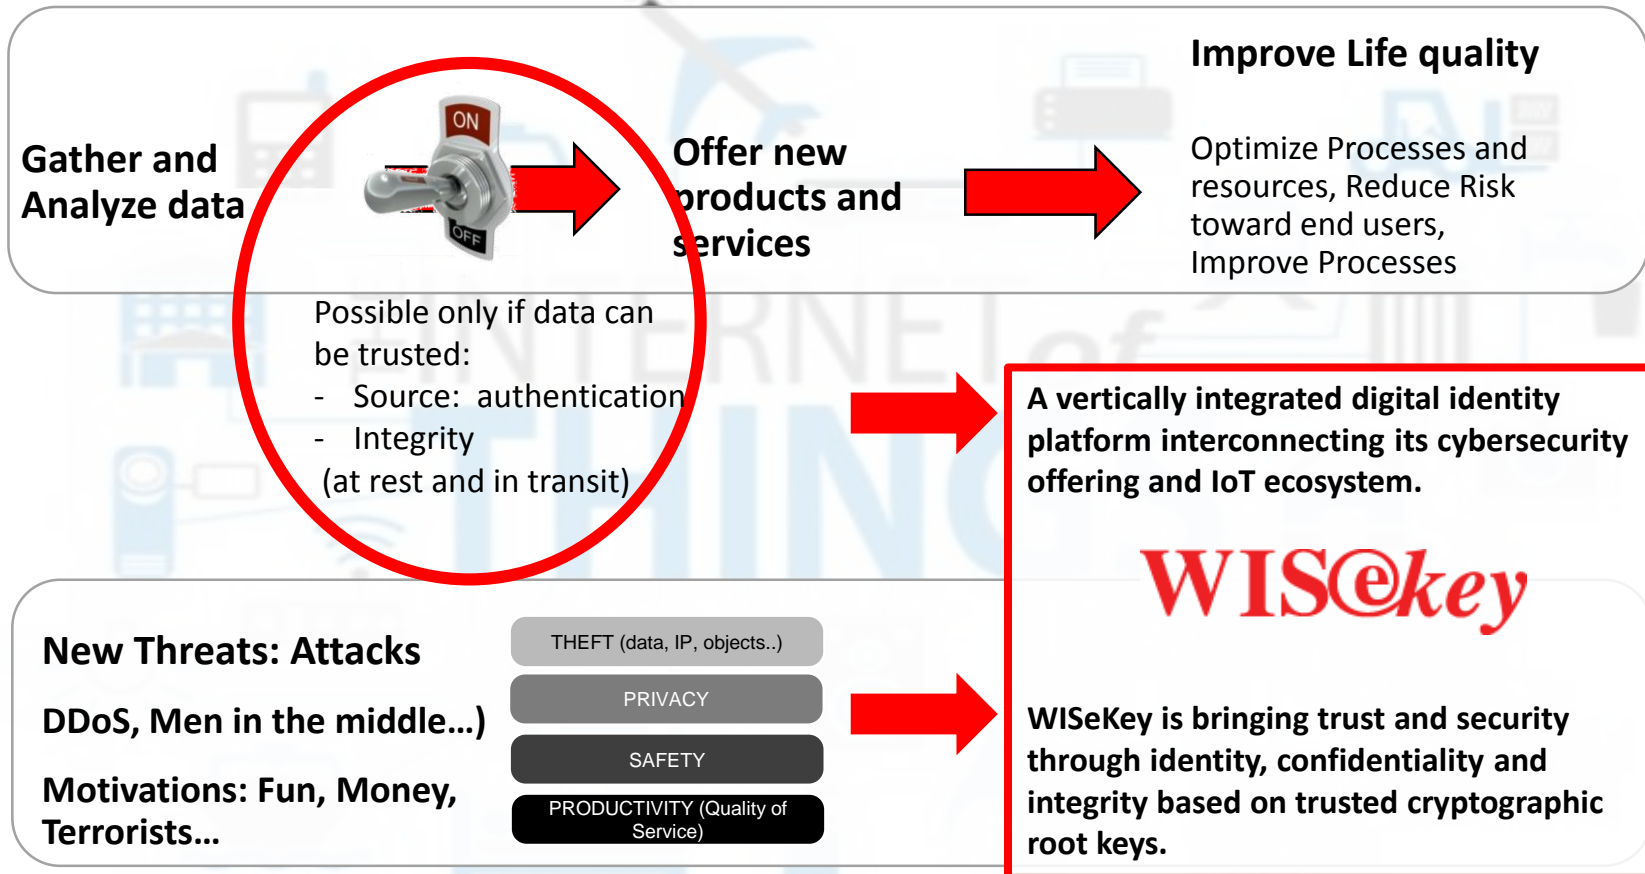 Gather and
Analyze data
ON
OFF
Offer new
products and
services
Improve Life quality
Optimize Processes and
resources, Reduce Risk
toward end users,
Improve Processes
Possible only if data can
be trusted:
- Source: authentication
- Integrity
(at rest and in transit)
THE INTERNET of
THINGS
A vertically integrated digital identity
platform interconnecting its cybersecurity
offering and IoT ecosystem.
WISekey
WISeKey is bringing trust and security
through identity, confidentiality and
integrity based on trusted cryptographic
root keys.
New Threats: Attacks
DDoS, Men in the middle…)
Motivations: Fun, Money,
Terrorists…
THEFT (data, IP, objects..)
PRIVACY
SAFETY
PRODUCTIVITY (Quality of
Service)